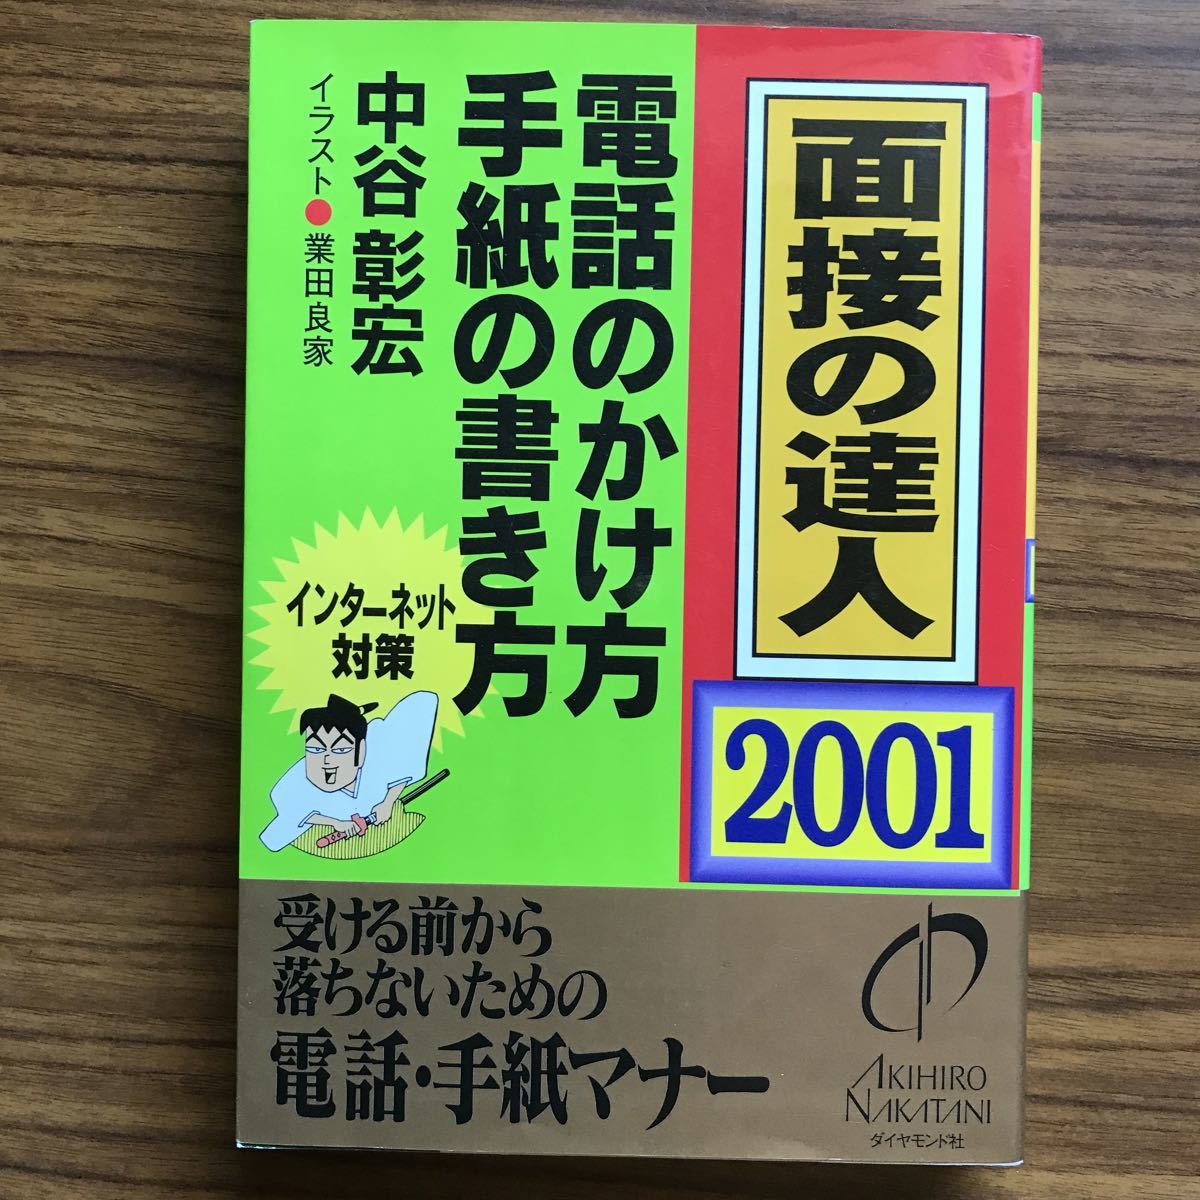 面接の達人
2001
電話のかけ方
手紙の書き方
中谷彰宏
イラスト●業田良家
インターネット
対策
受ける前から
落ちないための
電話・手紙マナー
AKIHIRO
NAKATANI
ダイヤモンド社